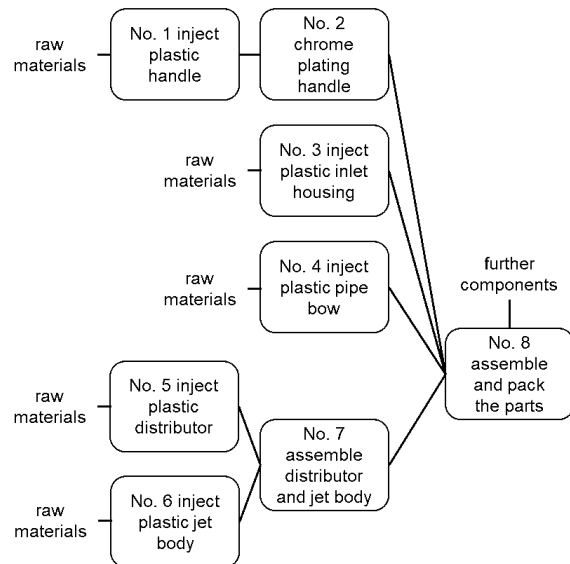 raw
materials
No. 1 inject
plastic
handle
No. 2
chrome
plating
handle
raw
materials
No. 3 inject
plastic inlet
housing
raw
materials
No. 4 inject
plastic pipe
bow
further
components
No. 8
assemble
and pack
the parts
raw
materials
No. 5 inject
plastic
distributor
No. 7
assemble
distributor
and jet body
raw
materials
No. 6 inject
plastic jet
body